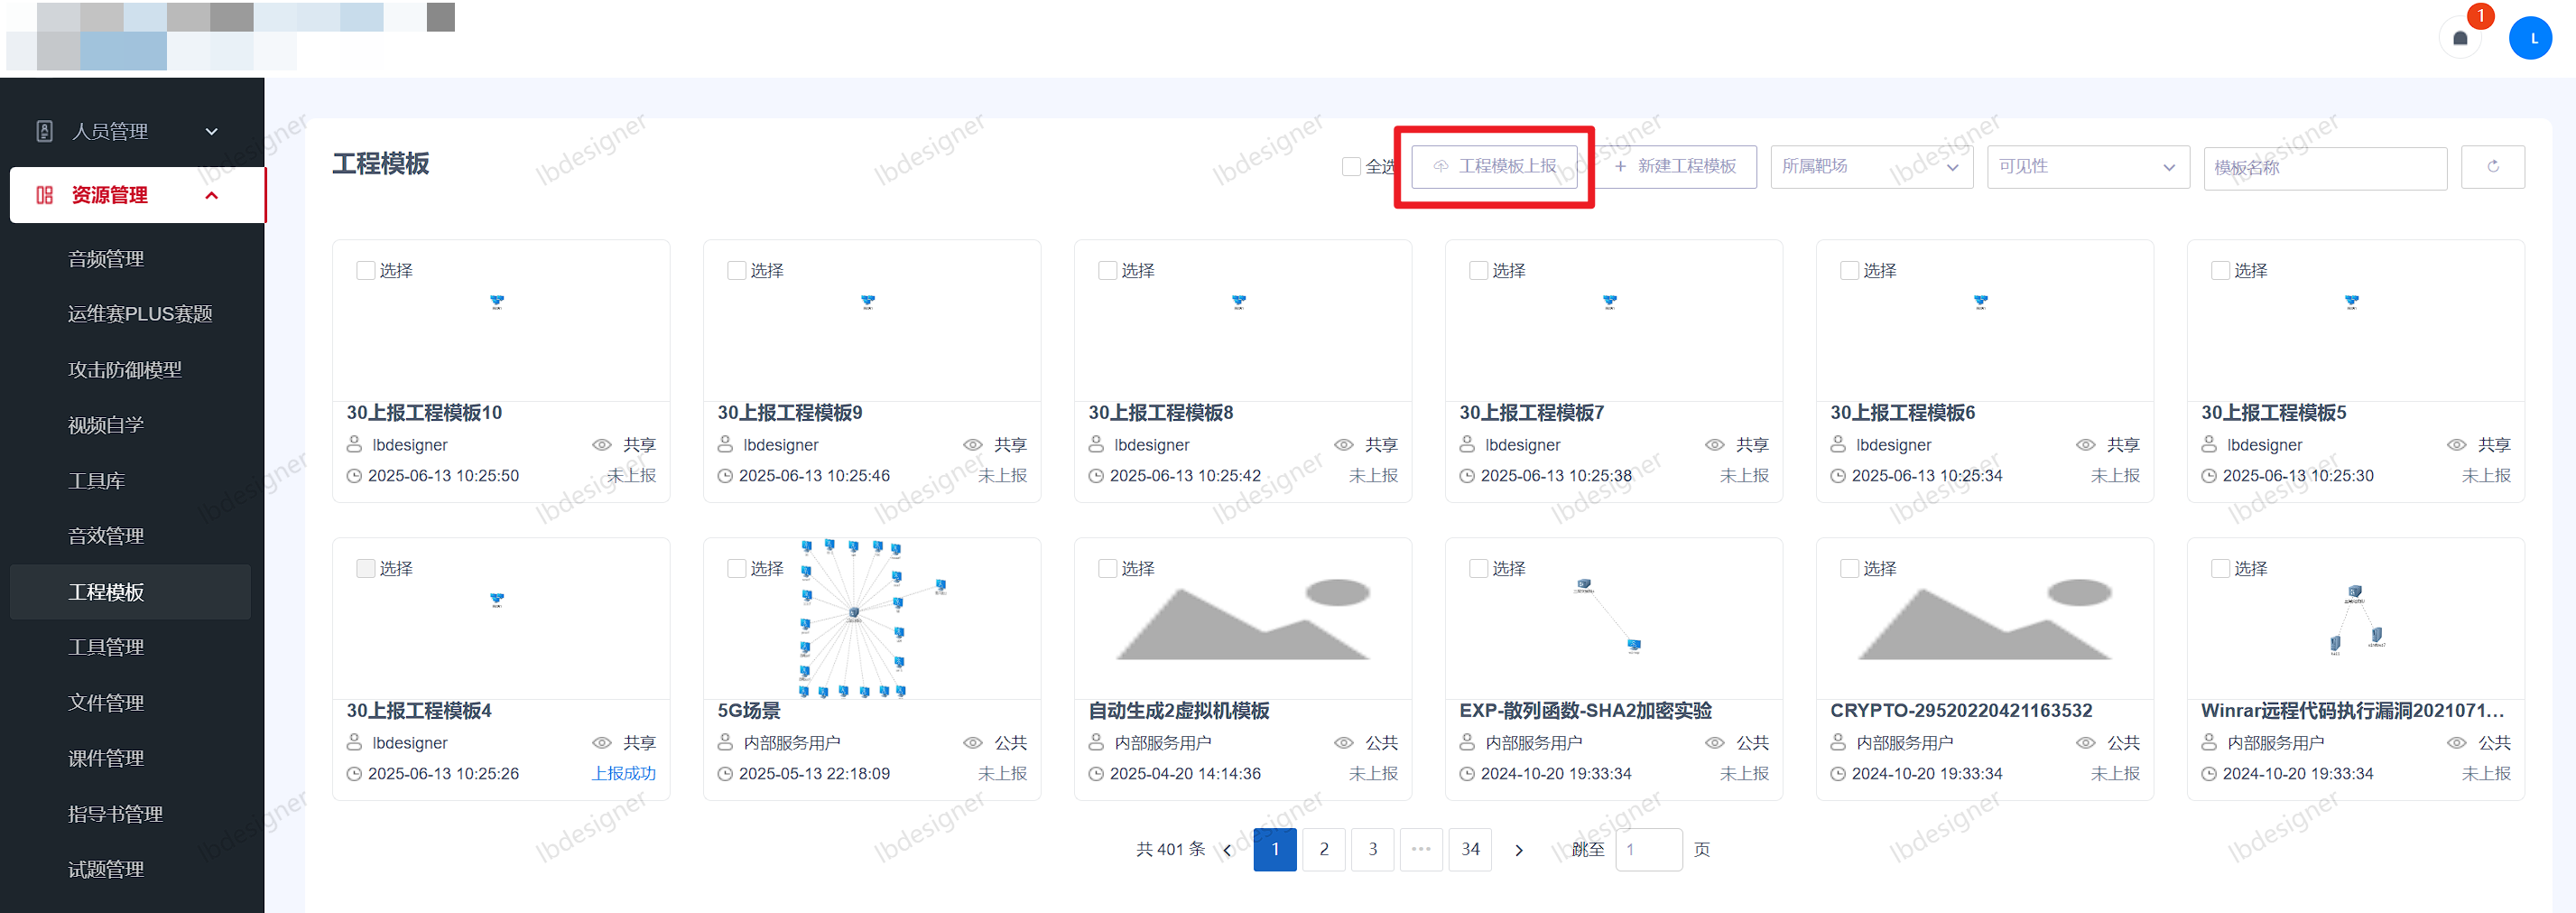 1
L
人员管理
资源管理
音频管理
运维赛PLUS赛题
攻击防御模型
视频自学
工具库
音效管理
工程模板
工具管理
文件管理
课件管理
指导书管理
试题管理
工程模板
全选 工程模板上报 + 新建工程模板 所属靶场 可见性 模板名称
选择 选择 选择 选择 选择 选择
30上报工程模板10 30上报工程模板9 30上报工程模板8 30上报工程模板7 30上报工程模板6 30上报工程模板5
lbdesigner 共享 lbdesigner 共享 lbdesigner 共享 lbdesigner 共享 lbdesigner 共享 lbdesigner 共享
2025-06-13 10:25:50 未上报 2025-06-13 10:25:46 未上报 2025-06-13 10:25:42 未上报 2025-06-13 10:25:38 未上报 2025-06-13 10:25:34 未上报 2025-06-13 10:25:30 未上报
选择 选择 选择 选择 选择 选择
30上报工程模板4 5G场景 自动生成2虚拟机模板 EXP-散列函数-SHA2加密实验 CRYPTO-29520220421163532 Winrar远程代码执行漏洞2021071...
lbdesigner 共享 内部服务用户 公共 内部服务用户 公共 内部服务用户 公共 内部服务用户 公共 内部服务用户 公共
2025-06-13 10:25:26 上报成功 2025-05-13 22:18:09 未上报 2025-04-20 14:14:36 未上报 2024-10-20 19:33:34 未上报 2024-10-20 19:33:34 未上报 2024-10-20 19:33:34 未上报
共 401 条 < 1 2 3 ••• 34 > 跳至 1 页